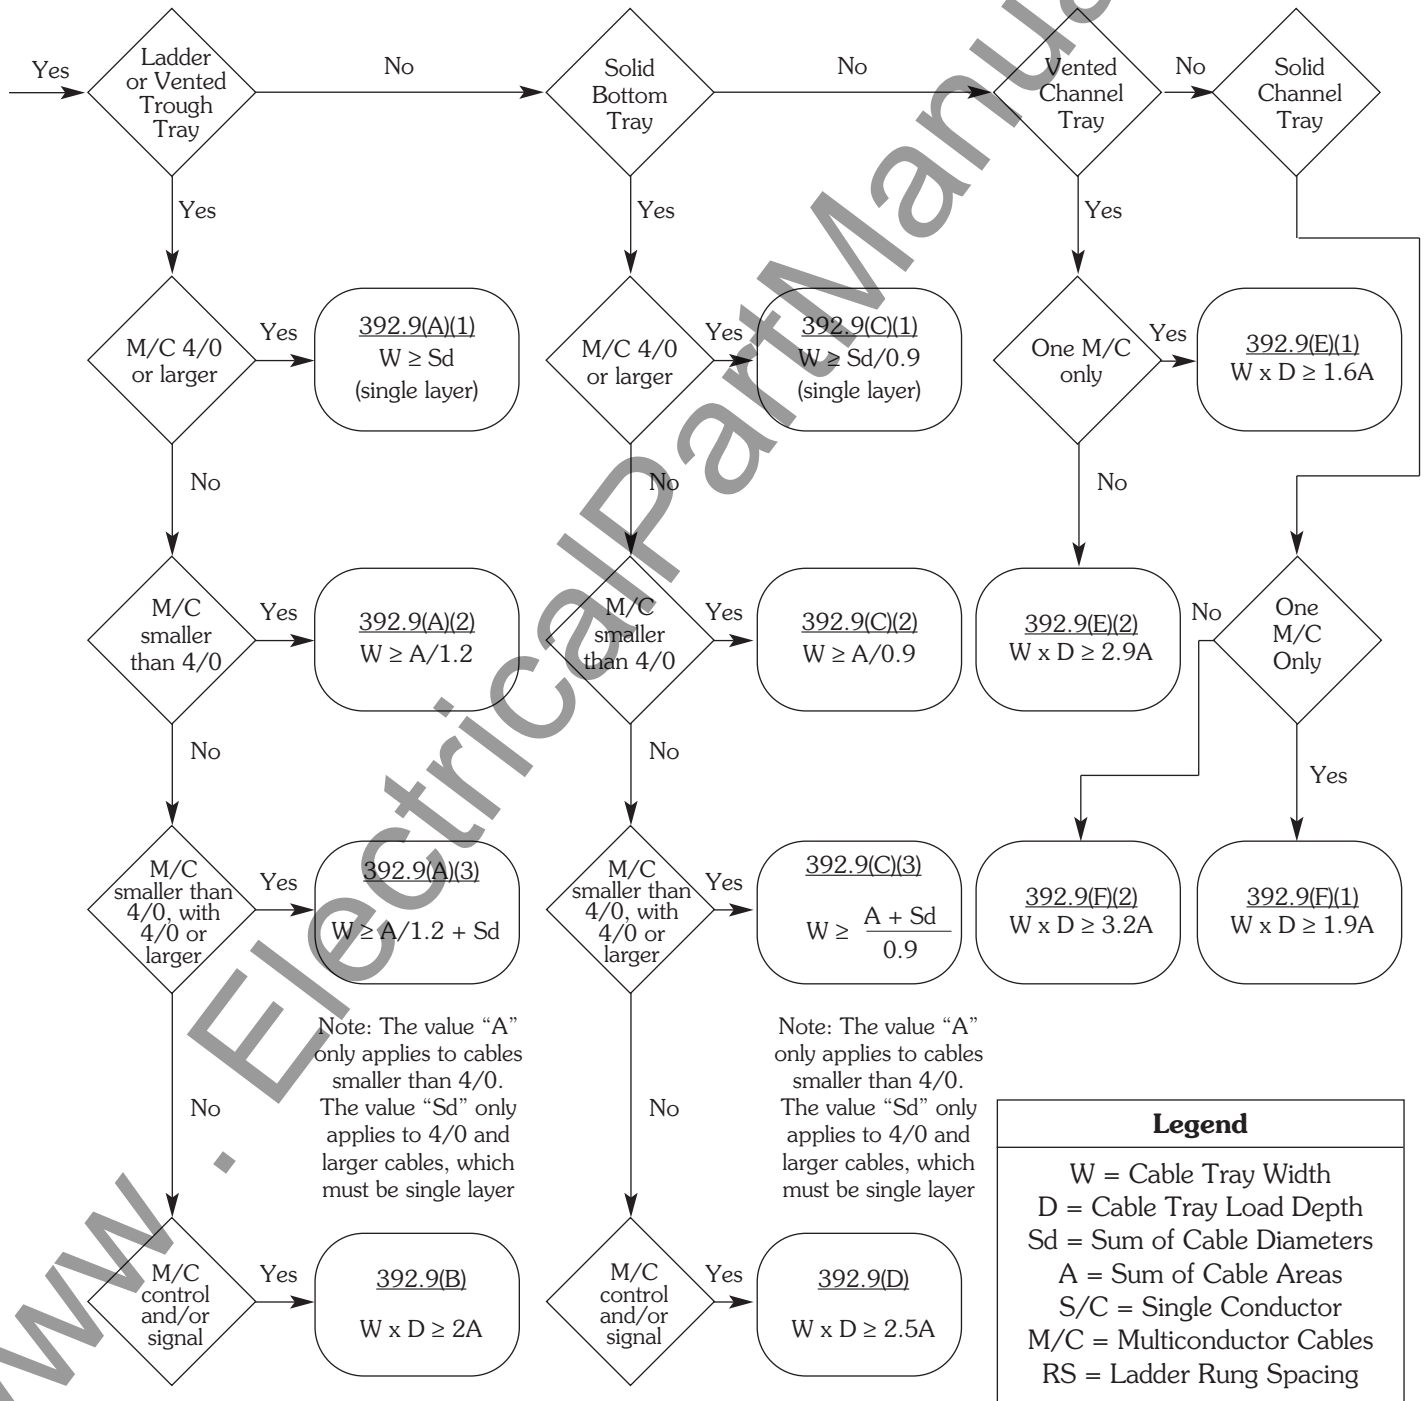 Yes
Ladder
or Vented
Trough
Tray
No
Solid
Bottom
Tray
No
Vented
Channel
Tray
No
Solid
Channel
Tray
Yes
Yes
Yes
M/C 4/0
or larger
Yes
392.9(A)(1)
W ≥ Sd
(single layer)
M/C 4/0
or larger
Yes
392.9(C)(1)
W ≥ Sd/0.9
(single layer)
One M/C
only
Yes
392.9(E)(1)
W x D ≥ 1.6A
No
No
No
M/C
smaller
than 4/0
Yes
392.9(A)(2)
W ≥ A/1.2
M/C
smaller
than 4/0
Yes
392.9(C)(2)
W ≥ A/0.9
392.9(E)(2)
W x D ≥ 2.9A
No
One
M/C
Only
No
No
Yes
M/C
smaller than
4/0, with
4/0 or
larger
Yes
392.9(A)(3)
W ≥ A/1.2 + Sd
M/C
smaller than
4/0, with
4/0 or
larger
Yes
392.9(C)(3)
W ≥ A + Sd
0.9
392.9(F)(2)
W x D ≥ 3.2A
392.9(F)(1)
W x D ≥ 1.9A
Note: The value “A”
only applies to cables
smaller than 4/0.
The value “Sd” only
applies to 4/0 and
larger cables, which
must be single layer
Note: The value “A”
only applies to cables
smaller than 4/0.
The value “Sd” only
applies to 4/0 and
larger cables, which
must be single layer
No
No
M/C
control
and/or
signal
Yes
392.9(B)
W x D ≥ 2A
M/C
control
and/or
signal
Yes
392.9(D)
W x D ≥ 2.5A
Legend
W = Cable Tray Width
D = Cable Tray Load Depth
Sd = Sum of Cable Diameters
A = Sum of Cable Areas
S/C = Single Conductor
M/C = Multiconductor Cables
RS = Ladder Rung Spacing
www . ElectricalPartManua